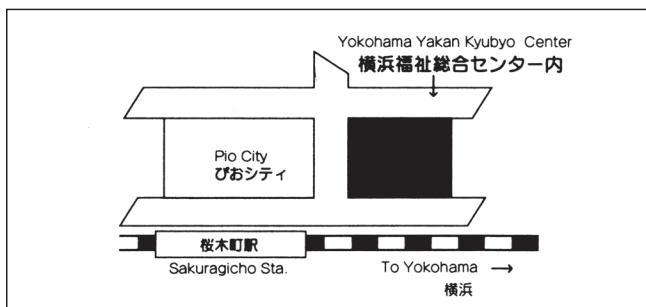 Yokohama Yakan Kyubyo Center
横浜福祉総合センター内
Pio City
ぴおシティ
桜木町駅
Sakuragicho Sta.
To Yokohama →
横浜